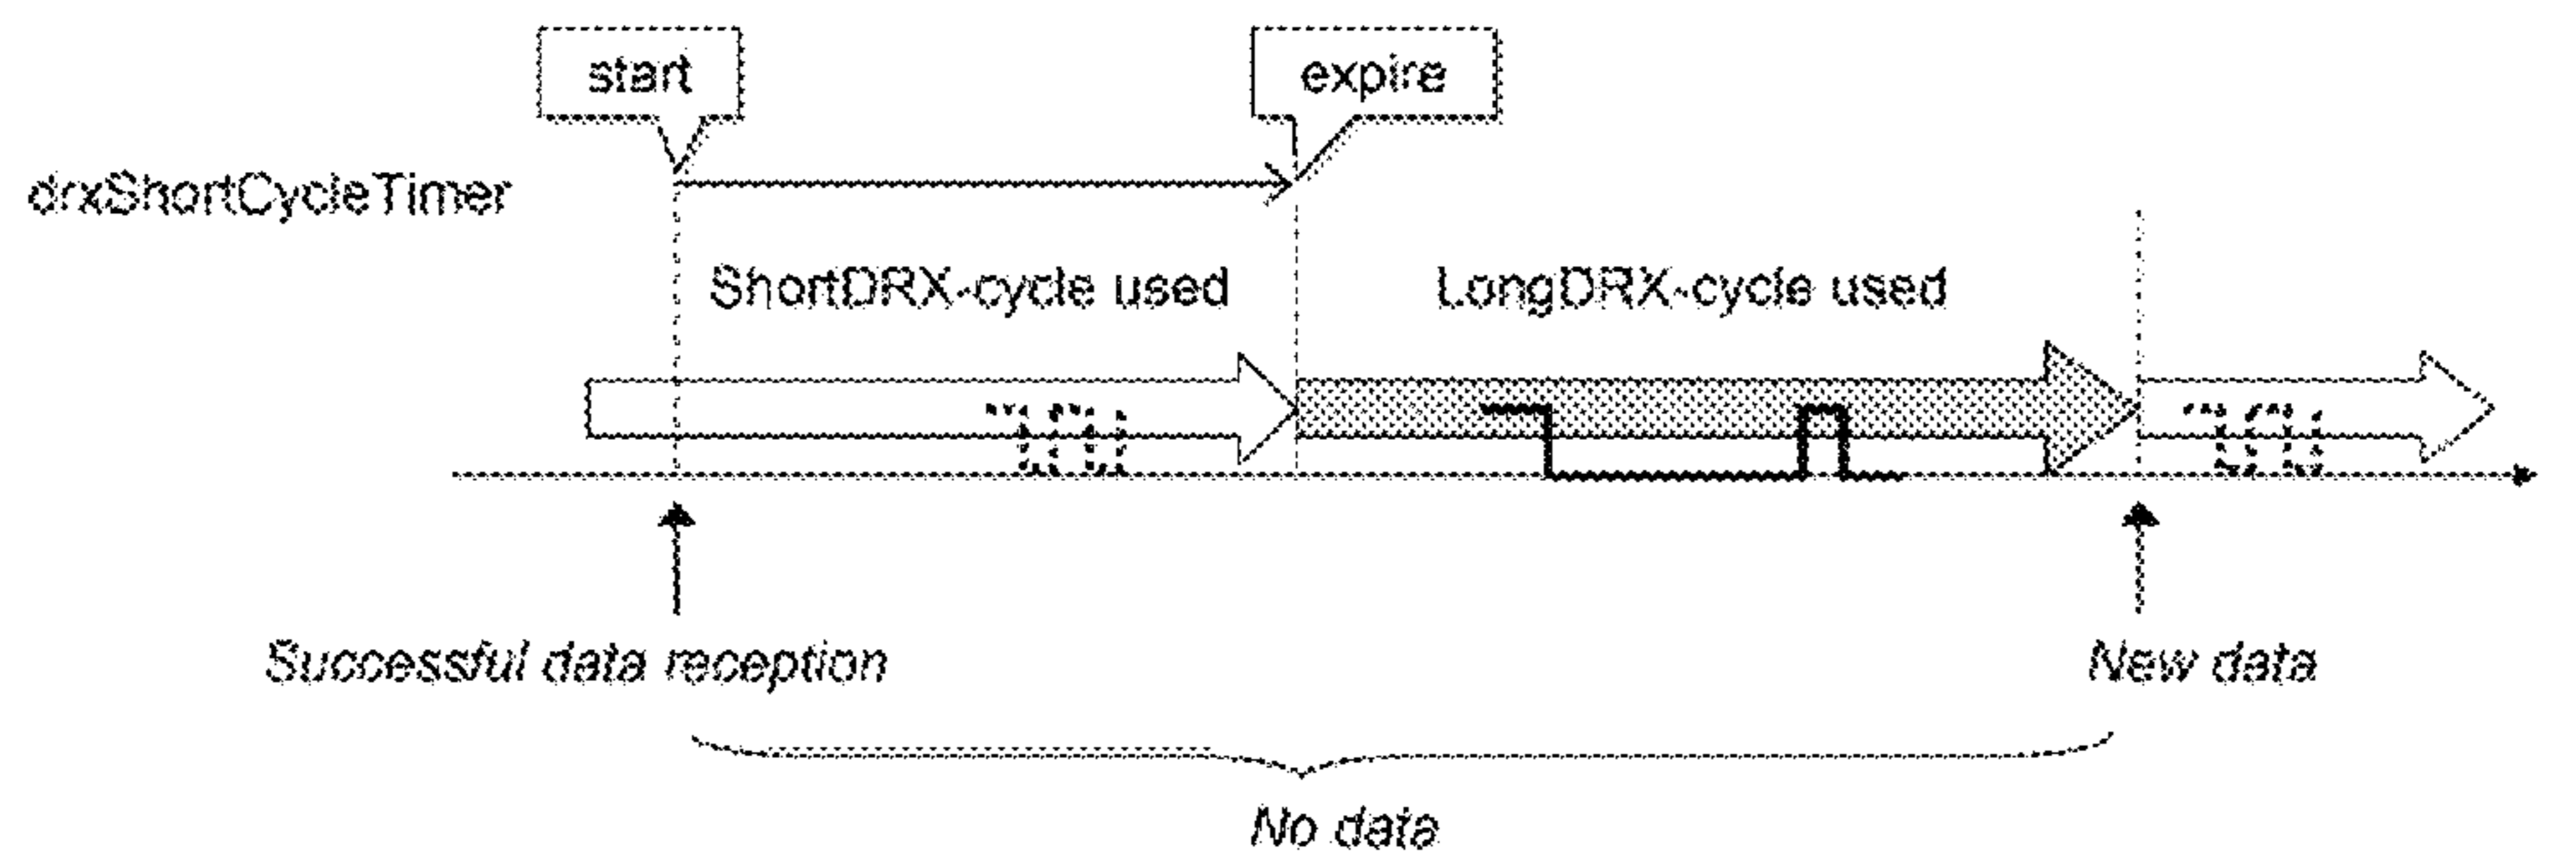 start
expire
drxShortCycleTimer
ShortDRX-cycle used
LongDRX-cycle used
Successful data reception
New data
No data